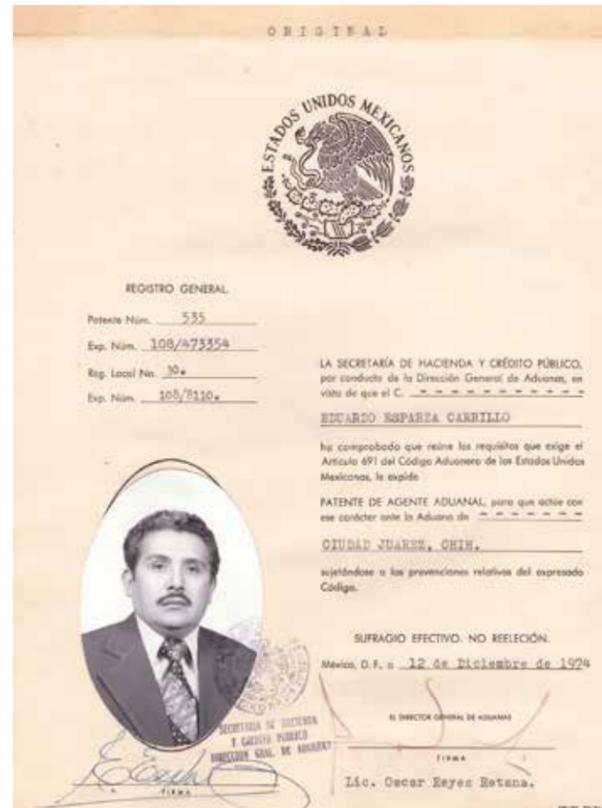 ORIGINAL
ESTADOS UNIDOS MEXICANOS
REGISTRO GENERAL.
Patente Núm. 535
Exp. Núm. 108/473354
Reg. Local No. 30.
Exp. Núm. 108/8110.
LA SECRETARÍA DE HACIENDA Y CRÉDITO PÚBLICO,
por conducto de la Dirección General de Aduanas, en
vista de que el C. - - - - - - - - - - -
EDUARDO ESPARZA CARRILLO
ha comprobado que reúne los requisitos que exige el
Artículo 691 del Código Aduanero de los Estados Unidos
Mexicanos, le expide
PATENTE DE AGENTE ADUANAL, para que actúe con
ese carácter ante la Aduana de - - - - - - -
CIUDAD JUAREZ, CHIH.
sujetándose a las prevenciones relativas del expresado
Código.
SUFRAGIO EFECTIVO. NO REELECIÓN.
México, D. F., a 12 de Diciembre de 1974
SECRETARIA DE HACIENDA
Y CREDITO PUBLICO
DIRECCION GRAL. DE ADUANAS
FIRMA
EL DIRECTOR GENERAL DE ADUANAS
FIRMA
Lic. Oscar Reyes Retana.